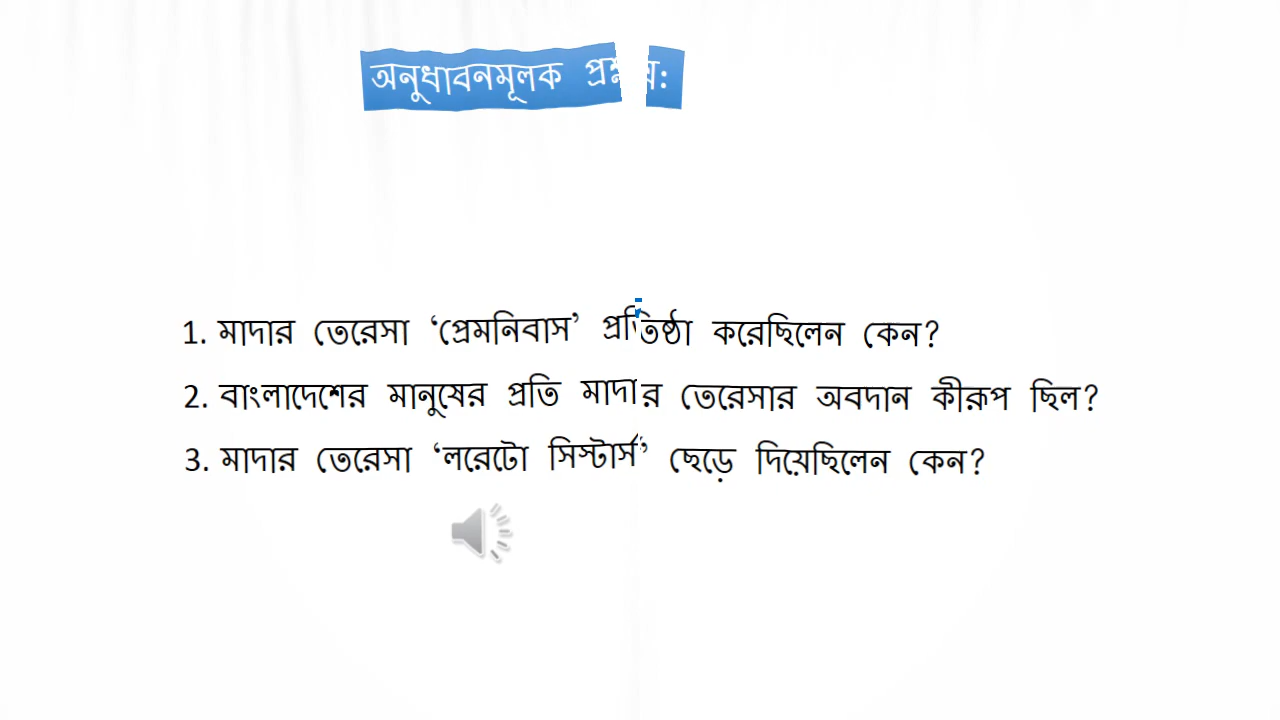 অনুধাবনমূলক প্রশ্ন:
1. মাদার তেরেসা ‘প্রেমনিবাস’ প্রতিষ্ঠা করেছিলেন কেন?
2. বাংলাদেশের মানুষের প্রতি মাদার তেরেসার অবদান কীরূপ ছিল?
3. মাদার তেরেসা ‘লরেটো সিস্টার্স’ ছেড়ে দিয়েছিলেন কেন?